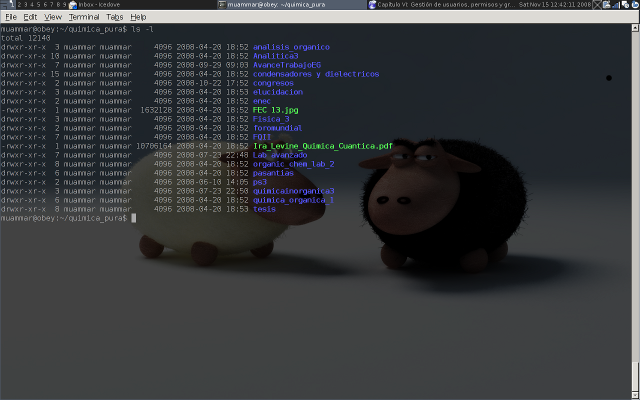 1 2 3 4 5 6 7 8 9 Inbox - Icedove muammar@obey: ~/quimica_pura Capítulo VI: Gestión de usuarios, permisos y gr... Sat Nov 15 12:42:11 2008
File Edit View Terminal Tabs Help
muammar@obey:~/quimica_pura$ ls -l
total 12140
drwxr-xr-x 3 muammar muammar 4096 2008-04-20 18:52 analisis_organico
drwxr-xr-x 10 muammar muammar 4096 2008-04-20 18:52 Analitica3
drwxr-xr-x 7 muammar muammar 4096 2008-09-29 09:03 AvanceTrabajoEG
drwxr-xr-x 15 muammar muammar 4096 2008-04-20 18:52 condensadores y dielectricos
drwxr-xr-x 2 muammar muammar 4096 2008-10-22 17:52 congresos
drwxr-xr-x 8 muammar muammar 4096 2008-04-20 18:53 elucidacion
drwxr-xr-x 2 muammar muammar 4096 2008-04-20 18:52 enec
-rwxr-xr-x 1 muammar muammar 1632128 2008-04-20 18:52 FEC 13.jpg
drwxr-xr-x 3 muammar muammar 4096 2008-04-20 18:52 Fisica_3
drwxr-xr-x 2 muammar muammar 4096 2008-04-20 18:52 foromundial
drwxr-xr-x 7 muammar muammar 4096 2008-04-20 18:52 FQII
-rwxr-xr-x 1 muammar muammar 10706164 2008-04-20 18:53 Ira_Levine_Quimica_Cuantica.pdf
drwxr-xr-x 7 muammar muammar 4096 2008-07-23 22:48 Lab_avanzado
drwxr-xr-x 8 muammar muammar 4096 2008-04-20 18:52 organic_chem_lab_2
drwxr-xr-x 6 muammar muammar 4096 2008-04-20 18:52 pasantias
drwxr-xr-x 2 muammar muammar 4096 2008-06-10 14:05 ps3
drwxr-xr-x 3 muammar muammar 4096 2008-07-23 22:50 quimicainorganica3
drwxr-xr-x 6 muammar muammar 4096 2008-04-20 18:52 quimica_organica_1
drwxr-xr-x 8 muammar muammar 4096 2008-04-20 18:53 tesis
muammar@obey:~/quimica_pura$